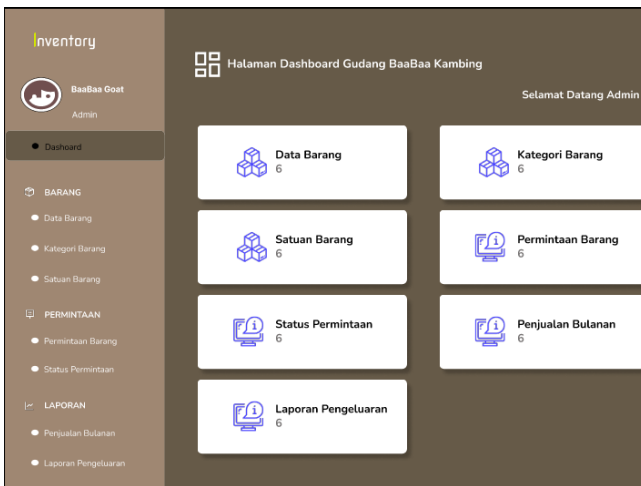 Inventory
BaaBaa Goat
Admin
Dashoard
BARANG
Data Barang
Kategori Barang
Satuan Barang
PERMINTAAN
Permintaan Barang
Status Permintaan
LAPORAN
Penjualan Bulanan
Laporan Pengeluaran
Halaman Dashboard Gudang BaaBaa Kambing
Selamat Datang Admin
Data Barang
6
Kategori Barang
6
Satuan Barang
6
Permintaan Barang
6
Status Permintaan
6
Penjualan Bulanan
6
Laporan Pengeluaran
6